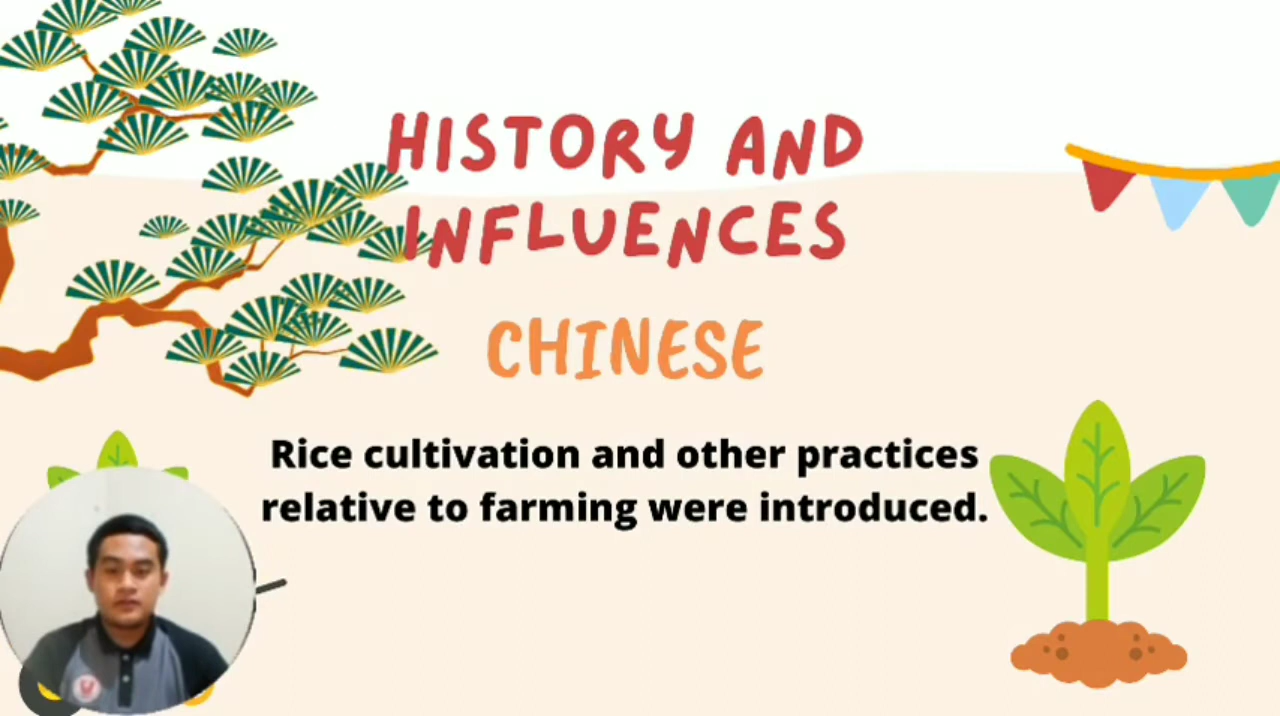 HISTORY AND
INFLUENCES
CHINESE
Rice cultivation and other practices
relative to farming were introduced.